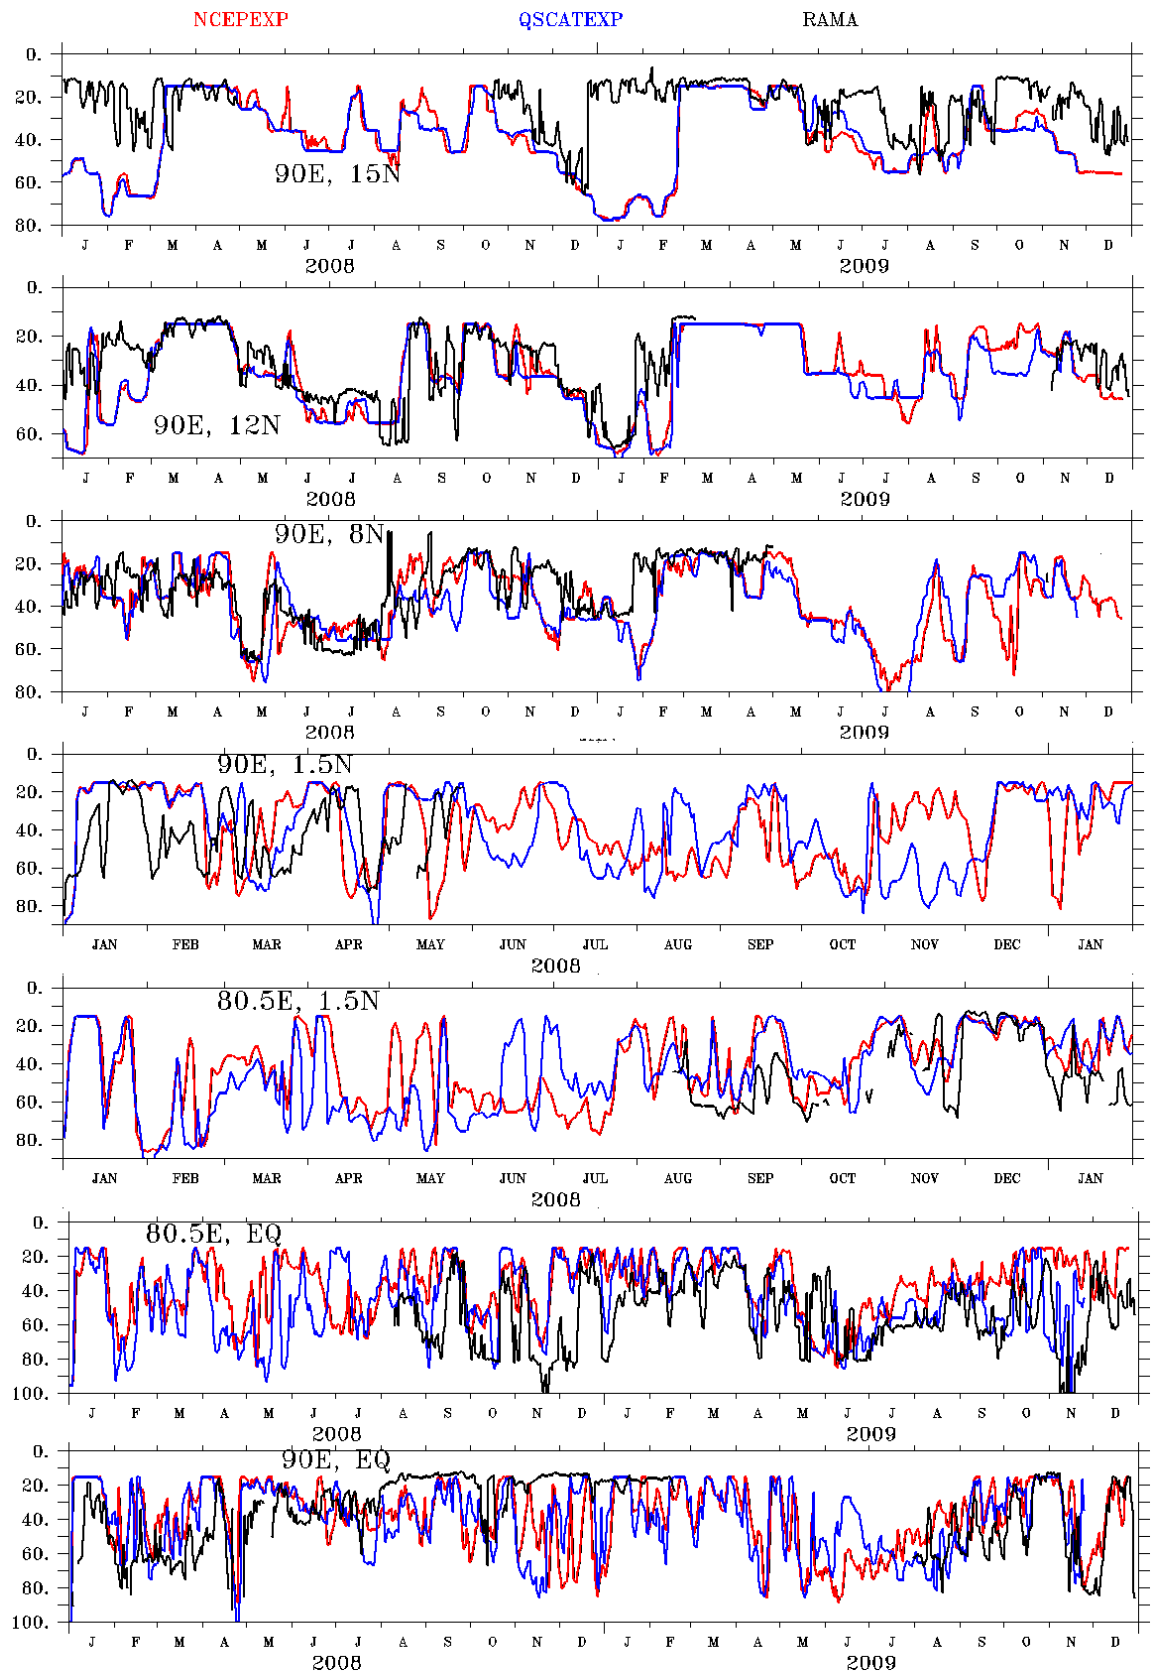 NCEPEXP QSCATEXP RAMA
0.
20.
40.
60.
80.
90E, 15N
J F M A M J J A S O N D J F M A M J J A S O N D
2008 2009
0.
20.
40.
60.
90E, 12N
J F M A M J J A S O N D J F M A M J J A S O N D
2008 2009
0.
20.
40.
60.
80.
90E, 8N
J F M A M J J A S O N D J F M A M J J A S O N D
2008 2009
0.
20.
40.
60.
80.
90E, 1.5N
JAN FEB MAR APR MAY JUN JUL AUG SEP OCT NOV DEC JAN
2008
0.
20.
40.
60.
80.
80.5E, 1.5N
JAN FEB MAR APR MAY JUN JUL AUG SEP OCT NOV DEC JAN
2008
0.
20.
40.
60.
80.
100.
80.5E, EQ
J F M A M J J A S O N D J F M A M J J A S O N D
2008 2009
0.
20.
40.
60.
80.
100.
90E, EQ
J F M A M J J A S O N D J F M A M J J A S O N D
2008 2009